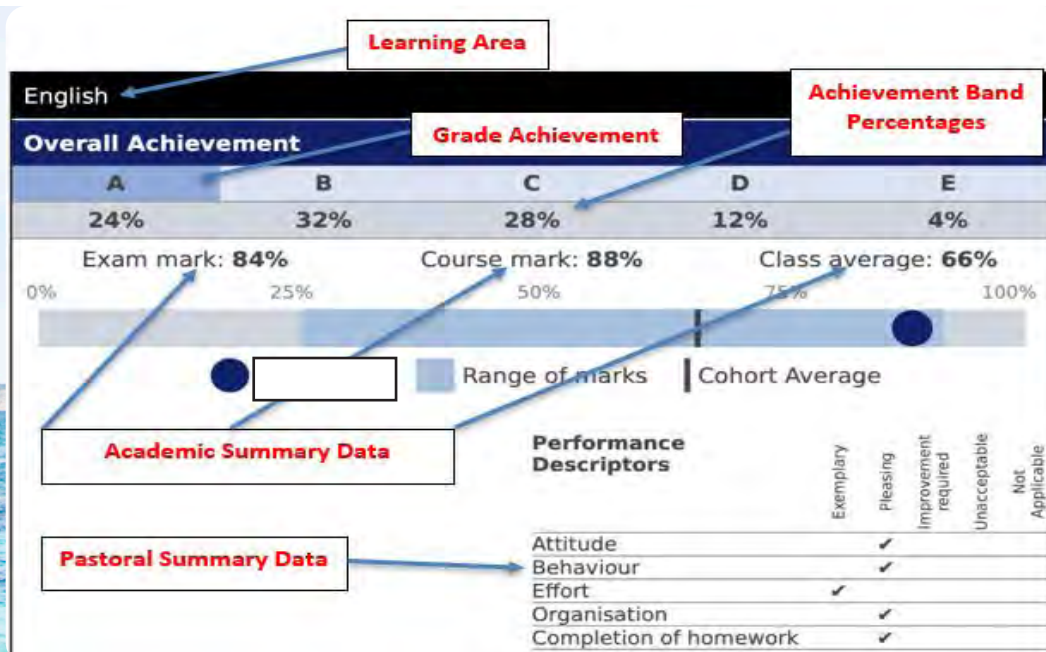 Learning Area
English
Achievement Band
Percentages
Overall Achievement
Grade Achievement
A B C D E
24% 32% 28% 12% 4%
Exam mark: 84% Course mark: 88% Class average: 66%
0% 25% 50% 75% 100%
Range of marks Cohort Average
Academic Summary Data
Performance
Descriptors
Exemplary
Pleasing
Improvement
required
Unacceptable
Not
Applicable
Pastoral Summary Data
Attitude ✔
Behaviour ✔
Effort ✔
Organisation ✔
Completion of homework ✔